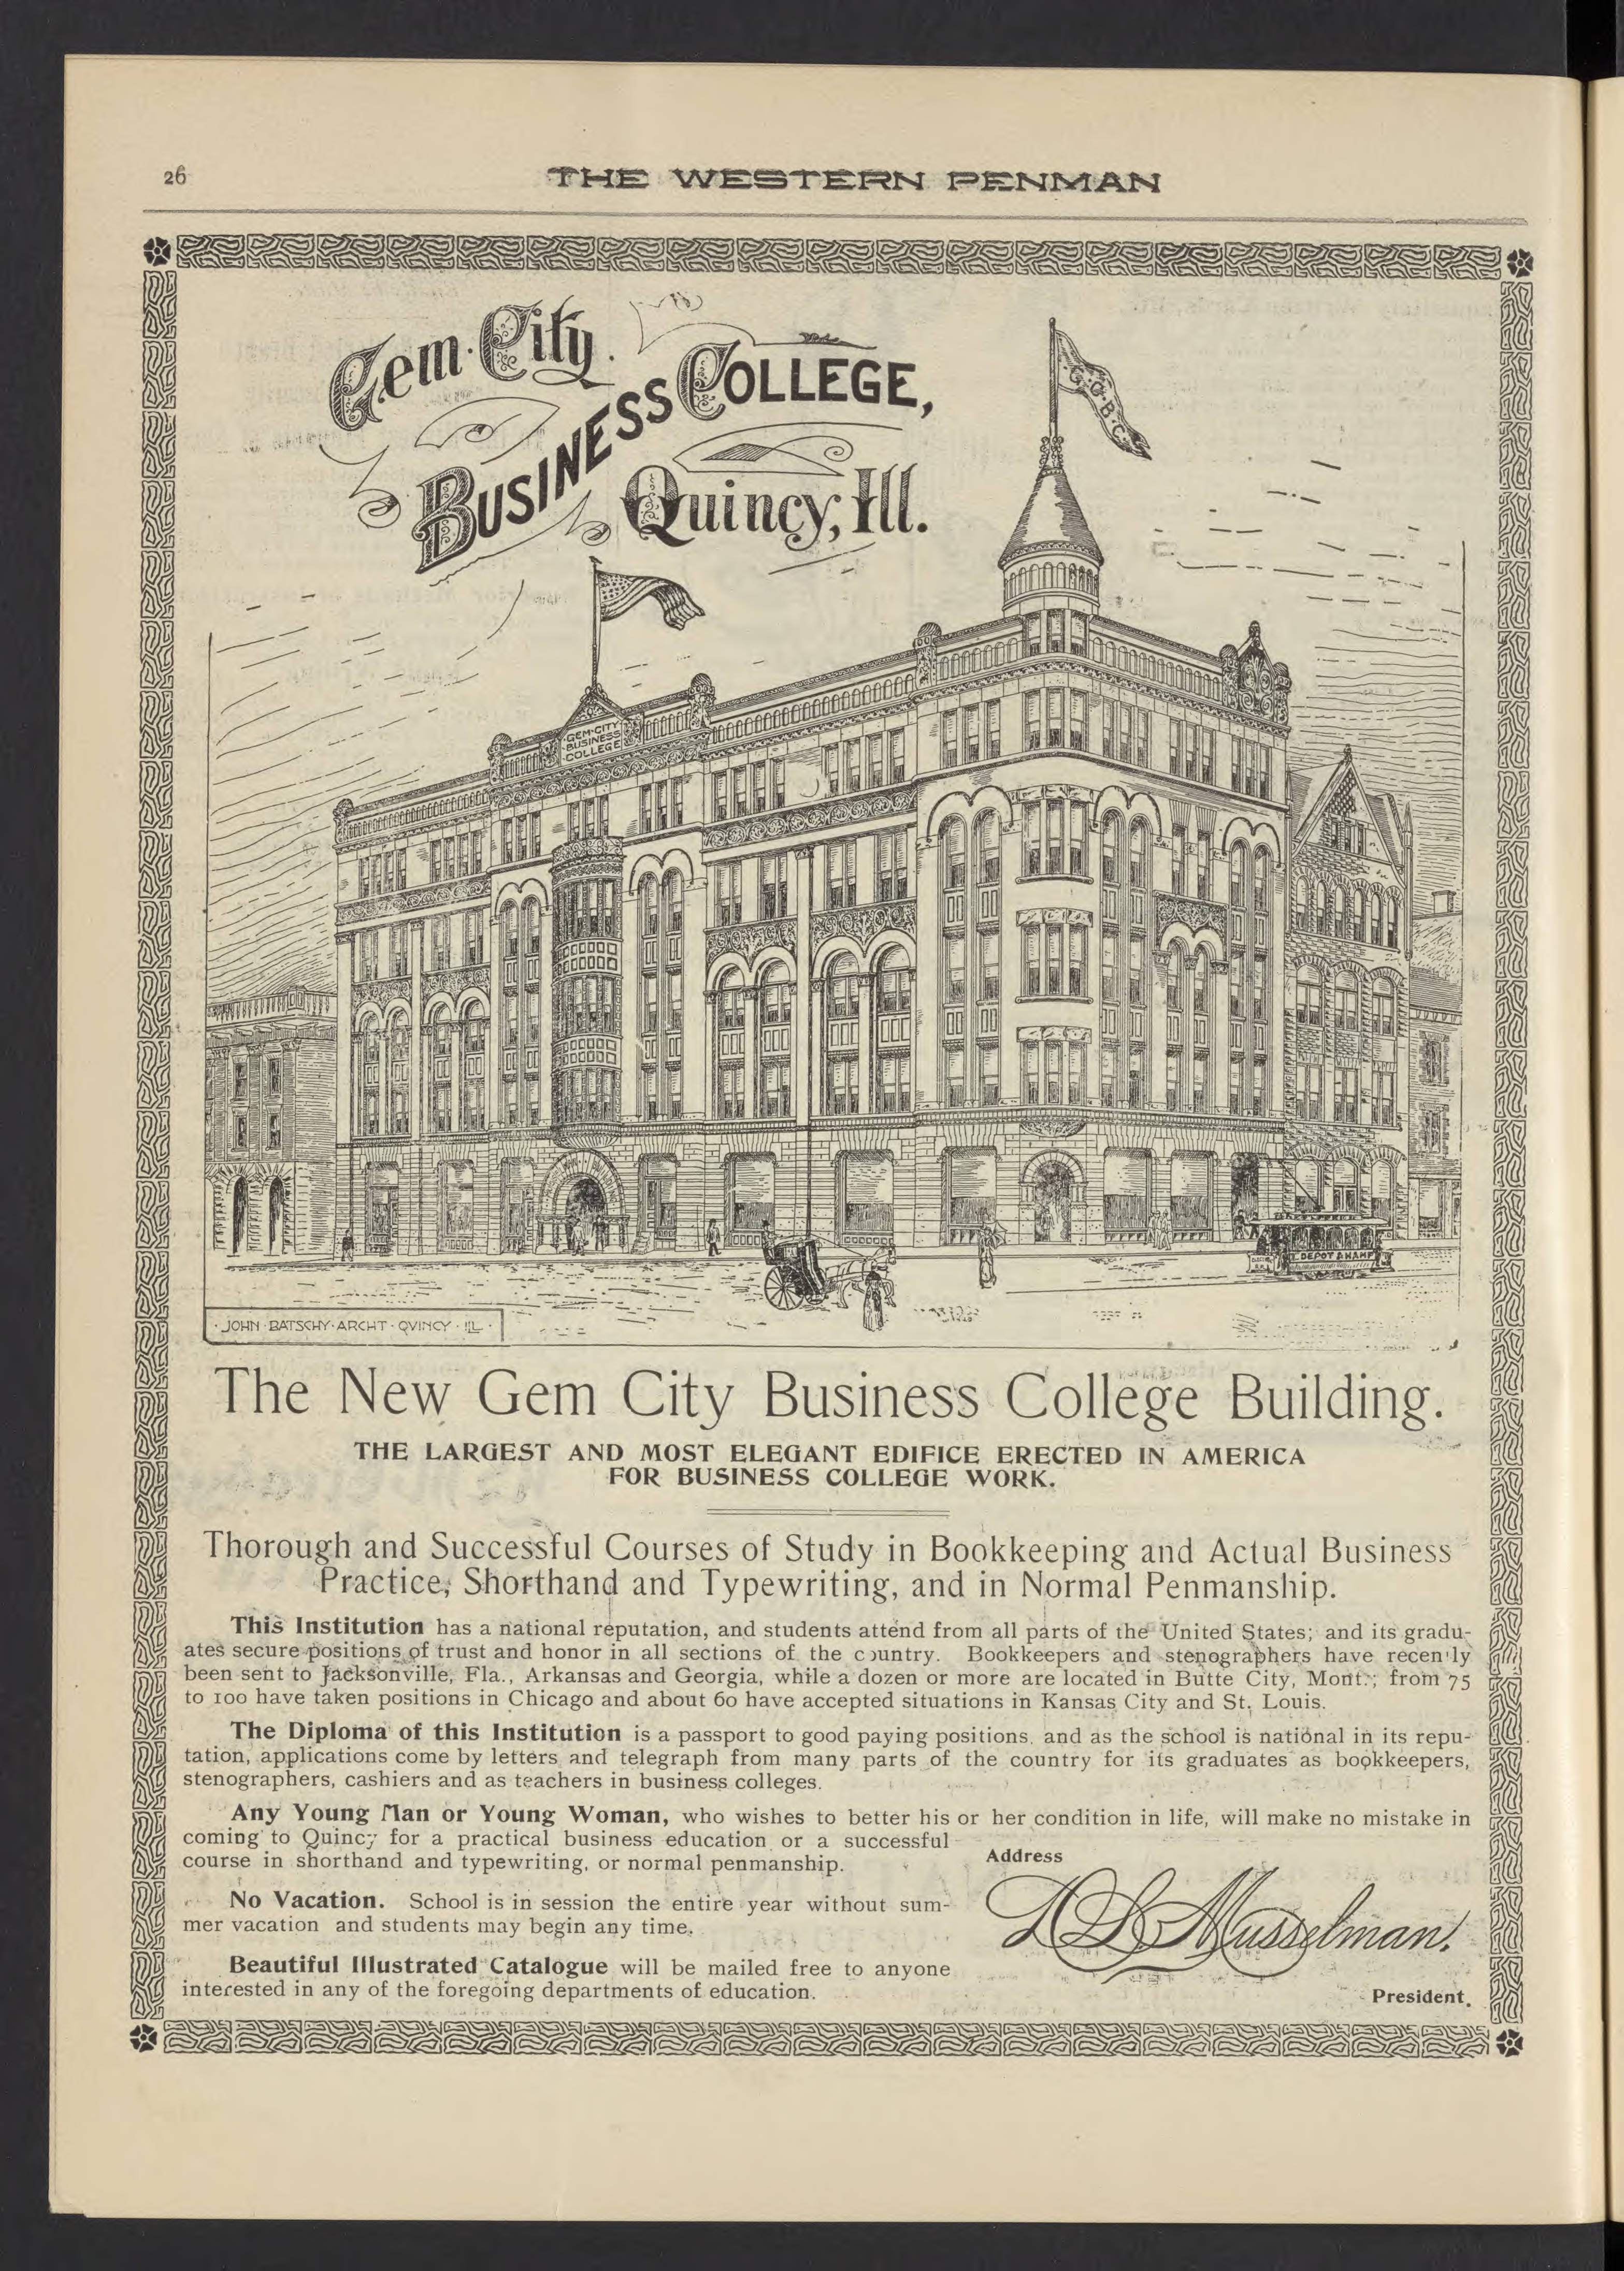 26
THE WESTERN PENMAN
Gem City
BUSINESS COLLEGE,
Quincy, Ill.
G.C.B.C.
GEM·CITY
BUSINESS
COLLEGE
DEPOT &
·JOHN·BATSCHY·ARCHT·QVINCY·ILL·
The New Gem City Business College Building.
THE LARGEST AND MOST ELEGANT EDIFICE ERECTED IN AMERICA
FOR BUSINESS COLLEGE WORK.
Thorough and Successful Courses of Study in Bookkeeping and Actual Business
Practice, Shorthand and Typewriting, and in Normal Penmanship.
This Institution has a national reputation, and students attend from all parts of the United States; and its gradu-
ates secure positions of trust and honor in all sections of the country. Bookkeepers and stenographers have recently
been sent to Jacksonville, Fla., Arkansas and Georgia, while a dozen or more are located in Butte City, Mont.; from 75
to 100 have taken positions in Chicago and about 60 have accepted situations in Kansas City and St. Louis.
The Diploma of this Institution is a passport to good paying positions, and as the school is national in its repu-
tation, applications come by letters and telegraph from many parts of the country for its graduates as bookkeepers,
stenographers, cashiers and as teachers in business colleges.
Any Young Man or Young Woman, who wishes to better his or her condition in life, will make no mistake in
coming to Quincy for a practical business education or a successful
course in shorthand and typewriting, or normal penmanship.
No Vacation. School is in session the entire year without sum-
mer vacation and students may begin any time.
Beautiful Illustrated Catalogue will be mailed free to anyone
interested in any of the foregoing departments of education.
Address
D L Musselman.
President.